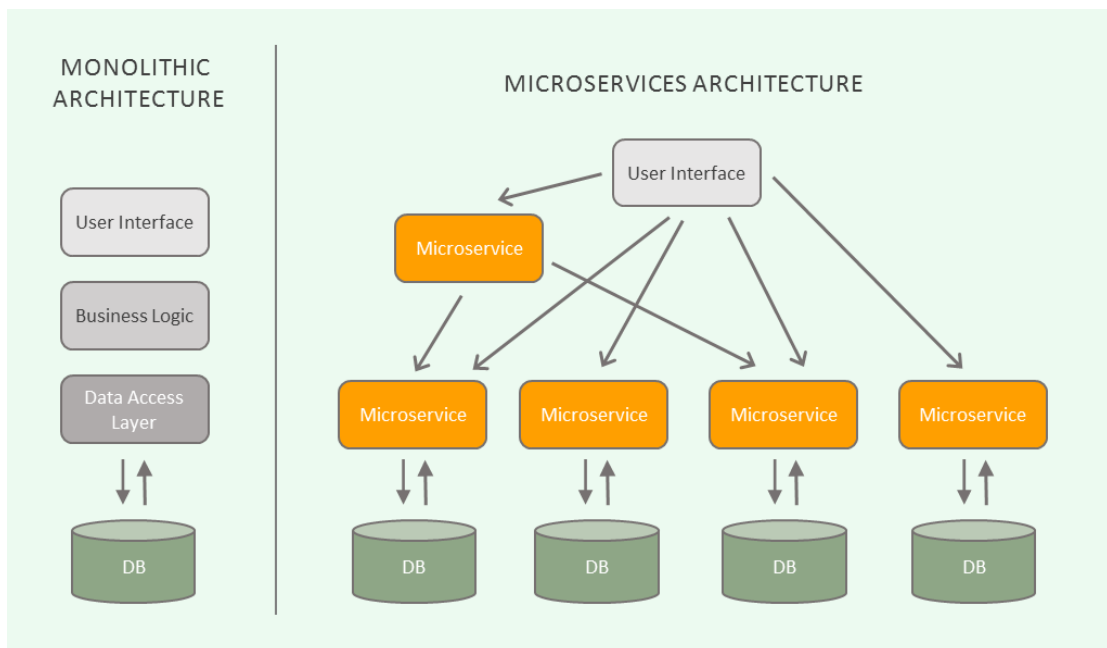 MONOLITHIC
ARCHITECTURE
User Interface
Business Logic
Data Access
Layer
DB
MICROSERVICES ARCHITECTURE
User Interface
Microservice
Microservice
Microservice
Microservice
Microservice
DB
DB
DB
DB